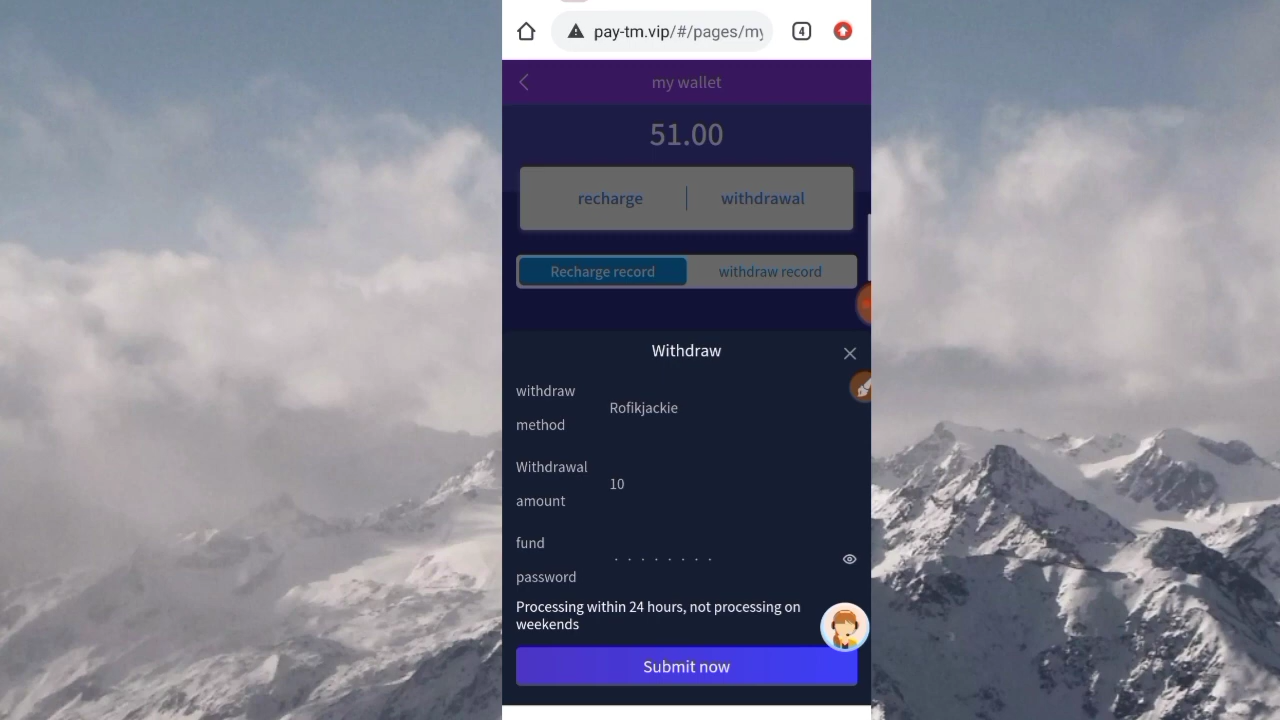 pay-tm.vip/#/pages/my
4
my wallet
51.00
recharge
withdrawal
Recharge record
withdraw record
Withdraw
withdraw
method
Rofikjackie
Withdrawal
amount
10
fund
password
Processing within 24 hours, not processing on
weekends
Submit now